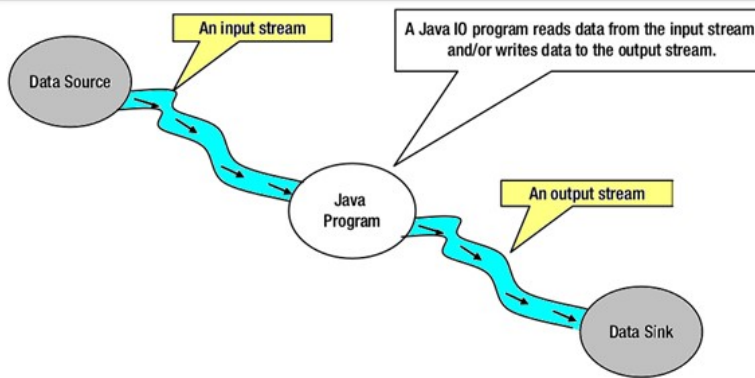 An input stream
A Java IO program reads data from the input stream
and/or writes data to the output stream.
Data Source
Java
Program
An output stream
Data Sink